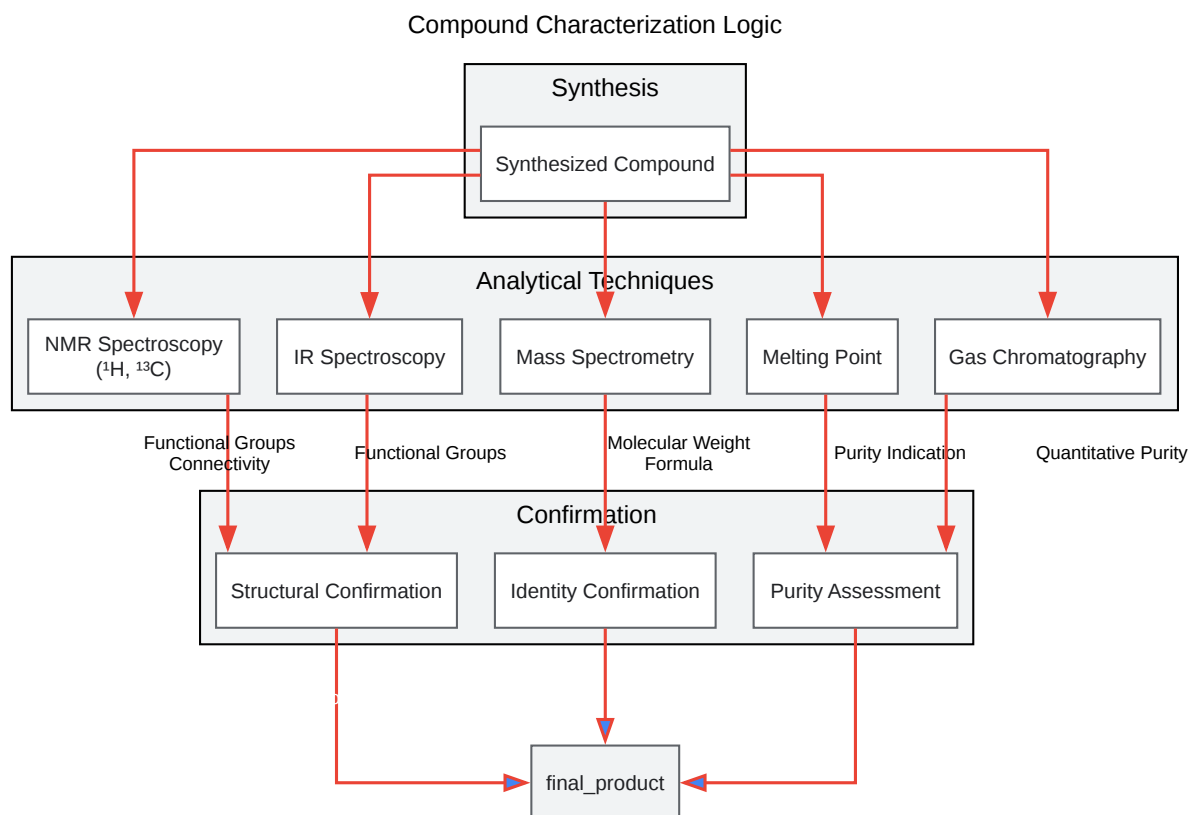 Compound Characterization Logic
Synthesis
Synthesized Compound
Analytical Techniques
NMR Spectroscopy
(¹H, ¹³C)
IR Spectroscopy
Mass Spectrometry
Melting Point
Gas Chromatography
Functional Groups
Connectivity
Functional Groups
Molecular Weight
Formula
Purity Indication
Quantitative Purity
Confirmation
Structural Confirmation
Identity Confirmation
Purity Assessment
final_product